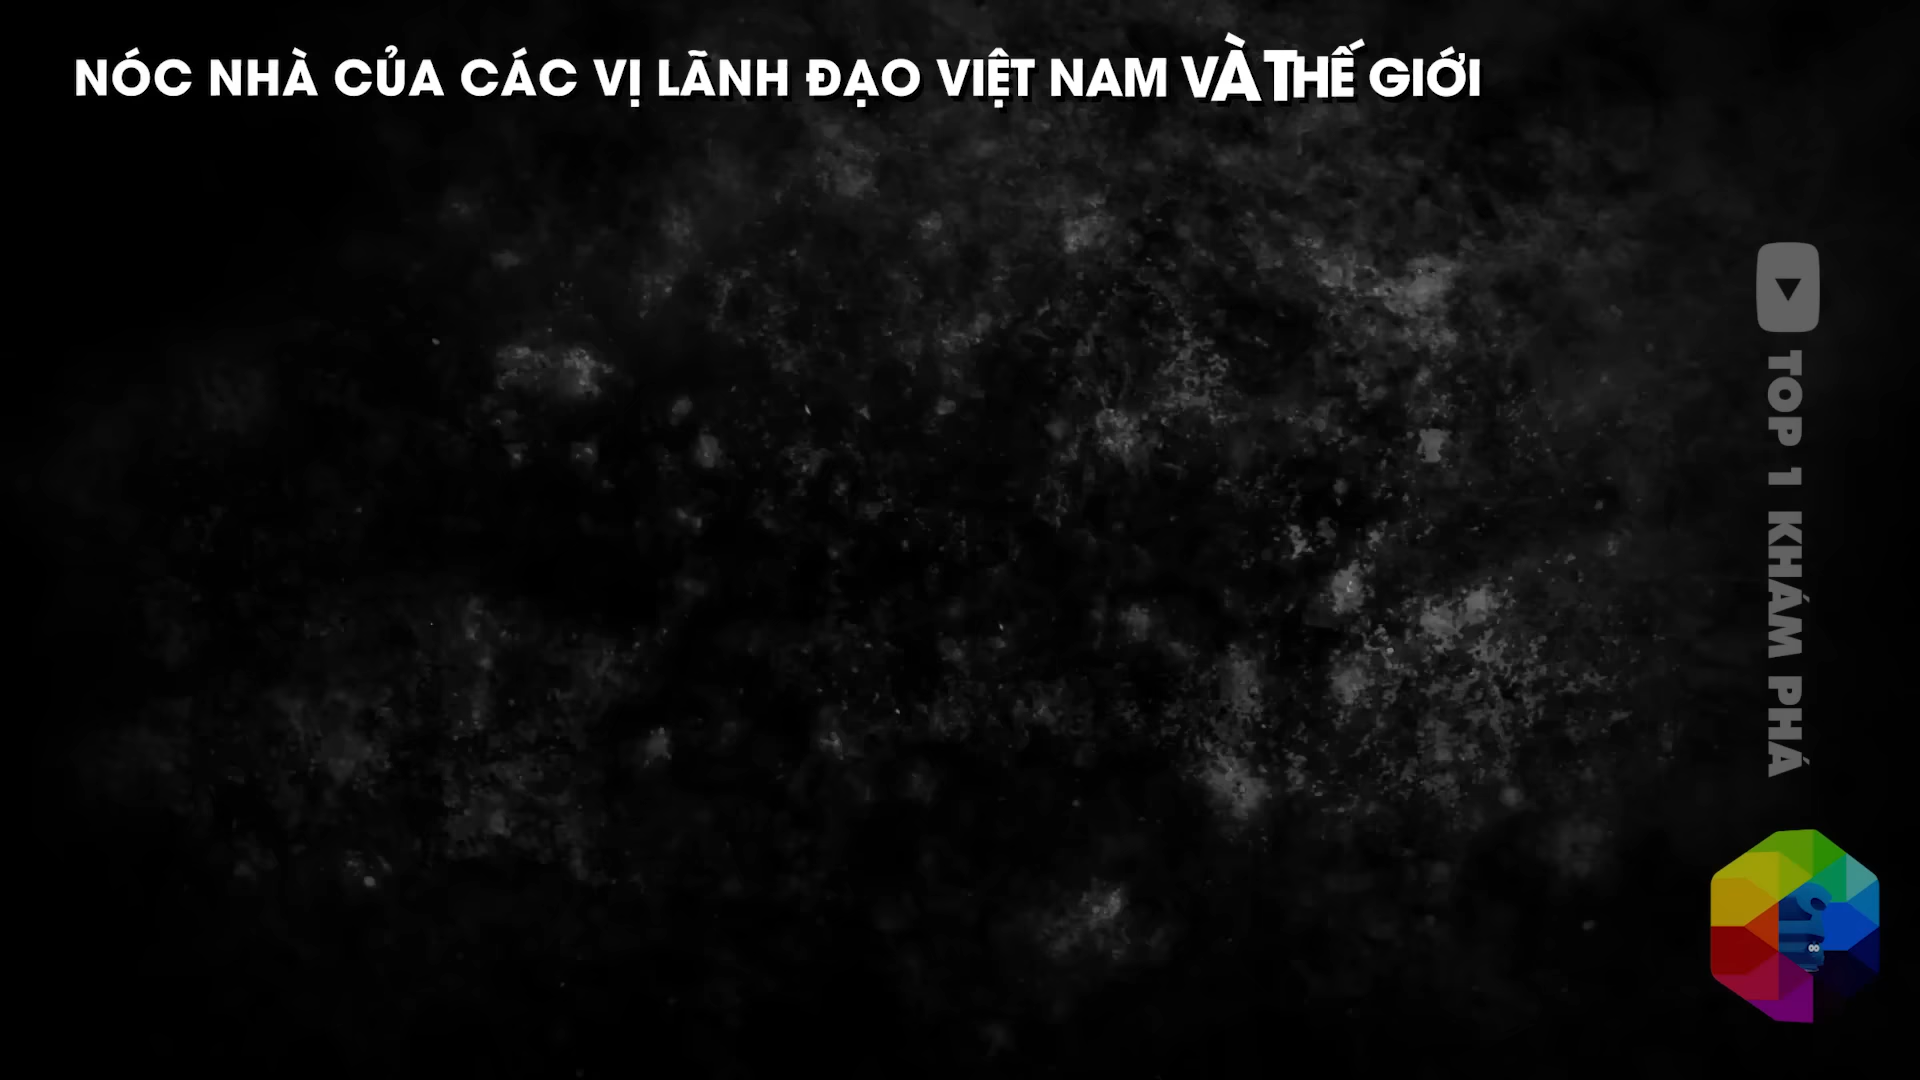 NÓC NHÀ CỦA CÁC VỊ LÃNH ĐẠO VIỆT NAM VÀ THẾ GIỚI
TOP 1 KHÁM PHÁ